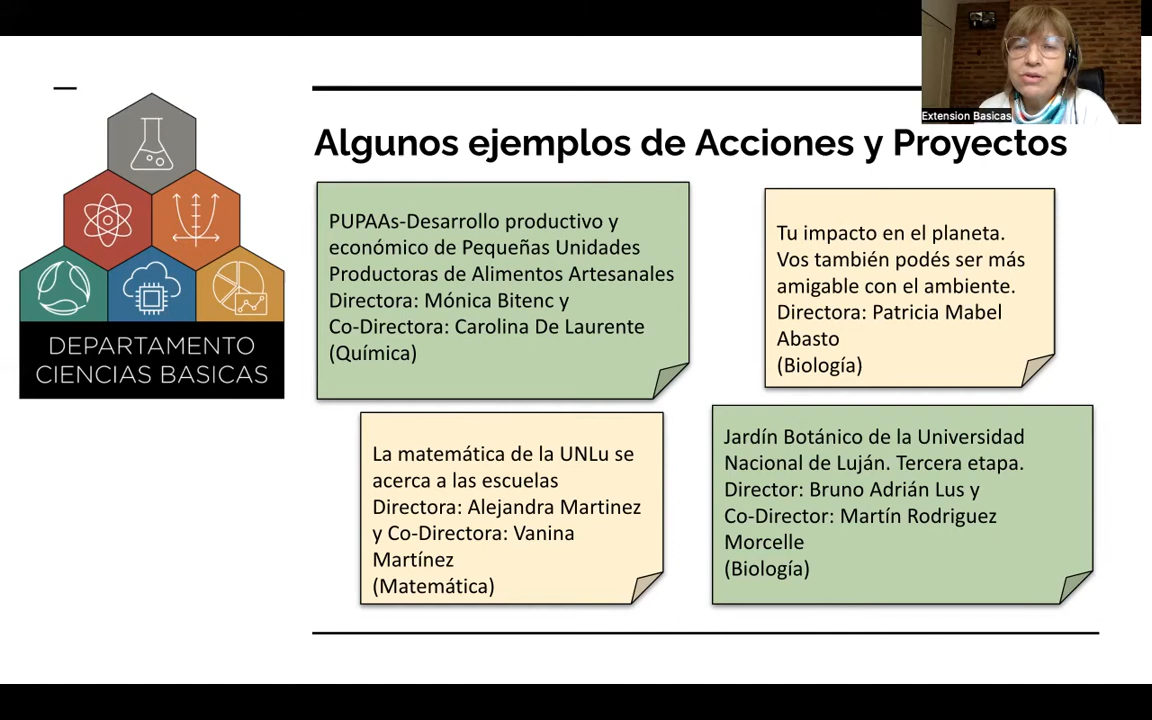 Extension Basicas
Algunos ejemplos de Acciones y Proyectos
DEPARTAMENTO
CIENCIAS BASICAS
PUPAAs-Desarrollo productivo y
económico de Pequeñas Unidades
Productoras de Alimentos Artesanales
Directora: Mónica Bitenc y
Co-Directora: Carolina De Laurente
(Química)
Tu impacto en el planeta.
Vos también podés ser más
amigable con el ambiente.
Directora: Patricia Mabel
Abasto
(Biología)
La matemática de la UNLu se
acerca a las escuelas
Directora: Alejandra Martinez
y Co-Directora: Vanina
Martínez
(Matemática)
Jardín Botánico de la Universidad
Nacional de Luján. Tercera etapa.
Director: Bruno Adrián Lus y
Co-Director: Martín Rodriguez
Morcelle
(Biología)